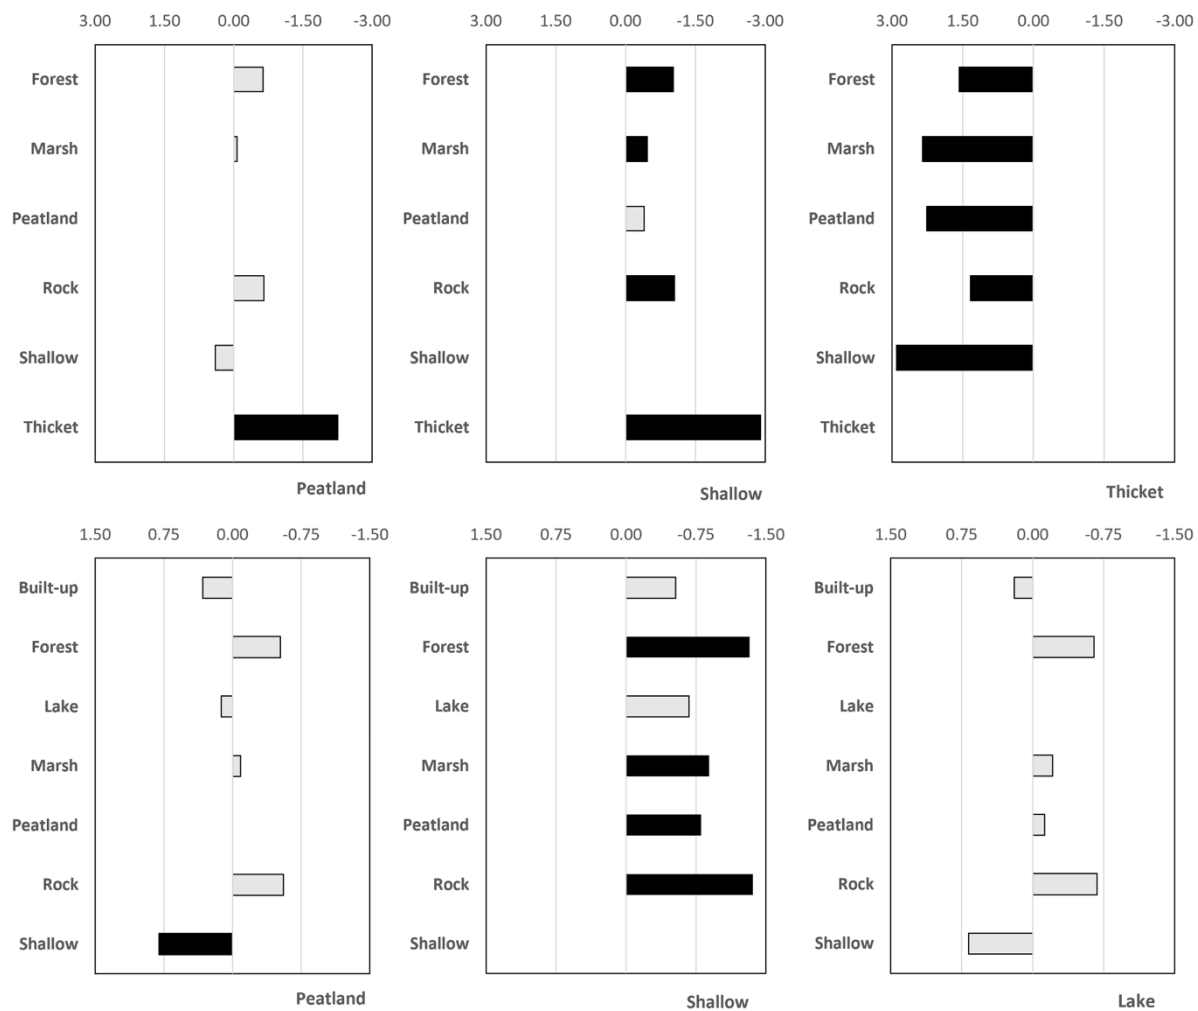 3.00 1.50 0.00 -1.50 -3.00
Forest
Marsh
Peatland
Rock
Shallow
Thicket
Peatland
3.00 1.50 0.00 -1.50 -3.00
Forest
Marsh
Peatland
Rock
Shallow
Thicket
Shallow
3.00 1.50 0.00 -1.50 -3.00
Forest
Marsh
Peatland
Rock
Shallow
Thicket
Thicket
1.50 0.75 0.00 -0.75 -1.50
Built-up
Forest
Lake
Marsh
Peatland
Rock
Shallow
Peatland
1.50 0.75 0.00 -0.75 -1.50
Built-up
Forest
Lake
Marsh
Peatland
Rock
Shallow
Shallow
1.50 0.75 0.00 -0.75 -1.50
Built-up
Forest
Lake
Marsh
Peatland
Rock
Shallow
Lake